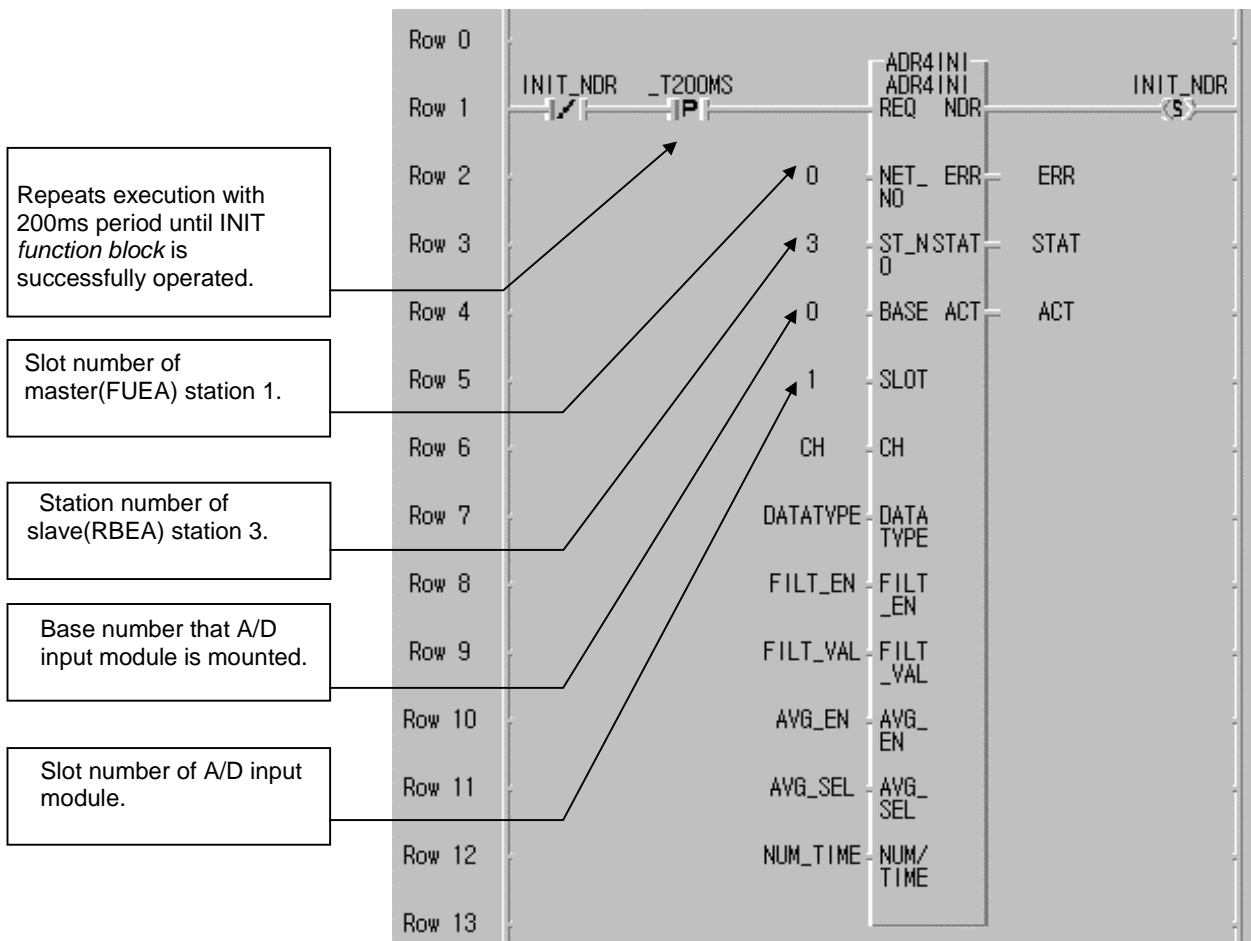 Row 0
ADR4INI
INIT_NDR _T200MS ADR4INI INIT_NDR
Row 1 P REQ NDR S
Repeats execution with
200ms period until INIT
function block is
successfully operated.
Row 2 0 NET_ ERR ERR
NO
Row 3 3 ST_N STAT STAT
O
Row 4 0 BASE ACT ACT
Slot number of
master(FUEA) station 1.
Row 5 1 SLOT
Row 6 CH CH
Station number of
slave(RBEA) station 3.
Row 7 DATATYPE DATA
TYPE
Row 8 FILT_EN FILT
_EN
Base number that A/D
input module is mounted.
Row 9 FILT_VAL FILT
_VAL
Row 10 AVG_EN AVG_
EN
Slot number of A/D input
module.
Row 11 AVG_SEL AVG_
SEL
Row 12 NUM_TIME NUM/
TIME
Row 13